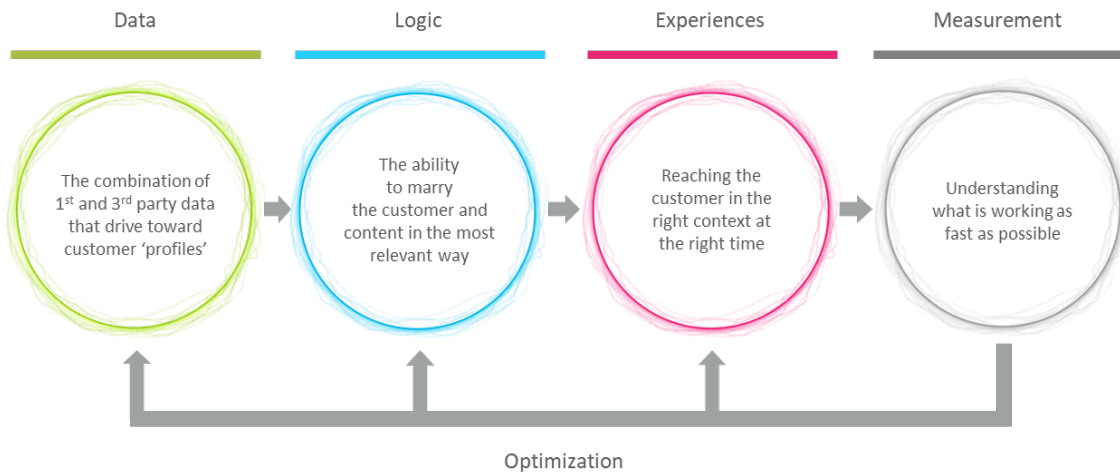 Data
Logic
Experiences
Measurement
The combination of
1st and 3rd party data
that drive toward
customer ‘profiles’
The ability
to marry
the customer and
content in the most
relevant way
Reaching the
customer in the
right context at
the right time
Understanding
what is working as
fast as possible
Optimization